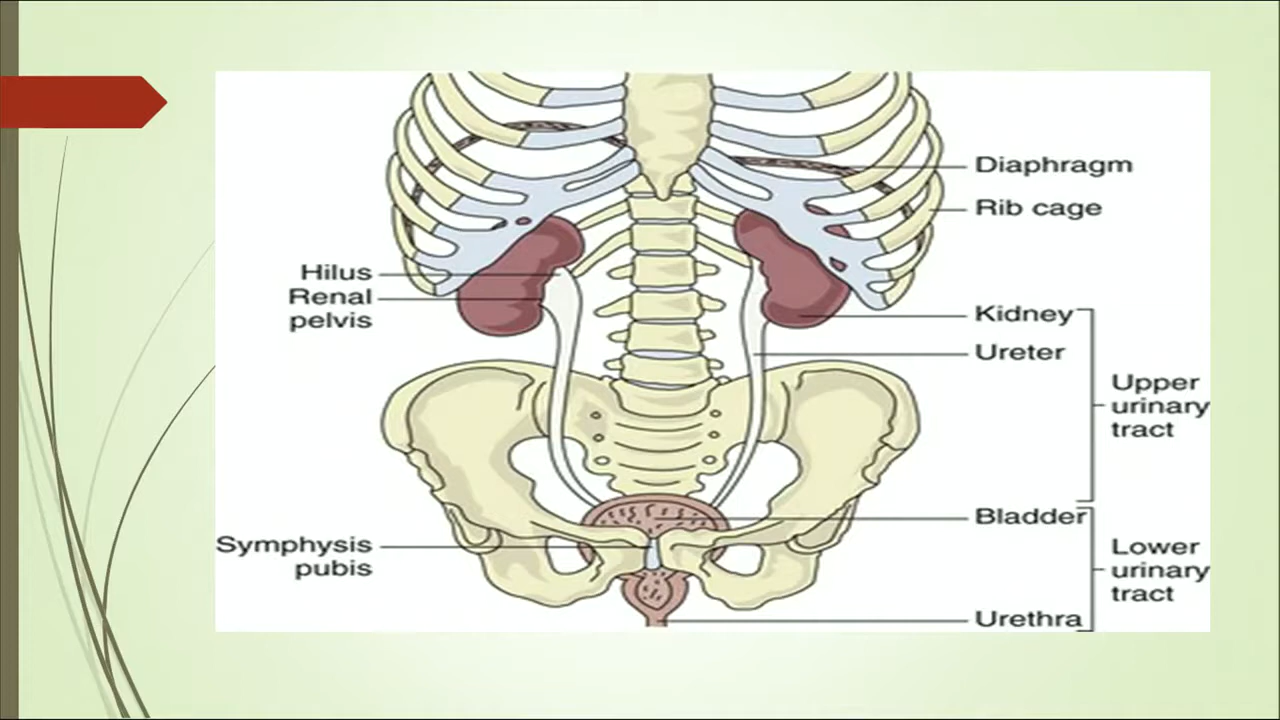 Diaphragm
Rib cage
Hilus
Renal
pelvis
Kidney
Ureter
Upper
urinary
tract
Bladder
Symphysis
pubis
Lower
urinary
tract
Urethra